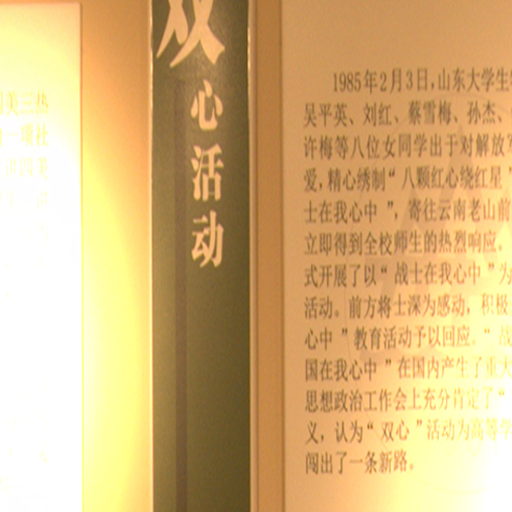 双心活动
1985年2月3日，山东大学生
吴平英、刘红、蔡雪梅、孙杰、
许梅等八位女同学出于对解放军
爱，精心绣制“八颗红心绕红星”
士在我心中”，寄往云南老山前
立即得到全校师生的热烈响应。
式开展了以“战士在我心中”为
活动。前方将士深为感动，积极
心中”教育活动予以回应。“战
国在我心中”在国内产生了重大
思想政治工作会上充分肯定了“
义，认为“双心”活动为高等学
闯出了一条新路。